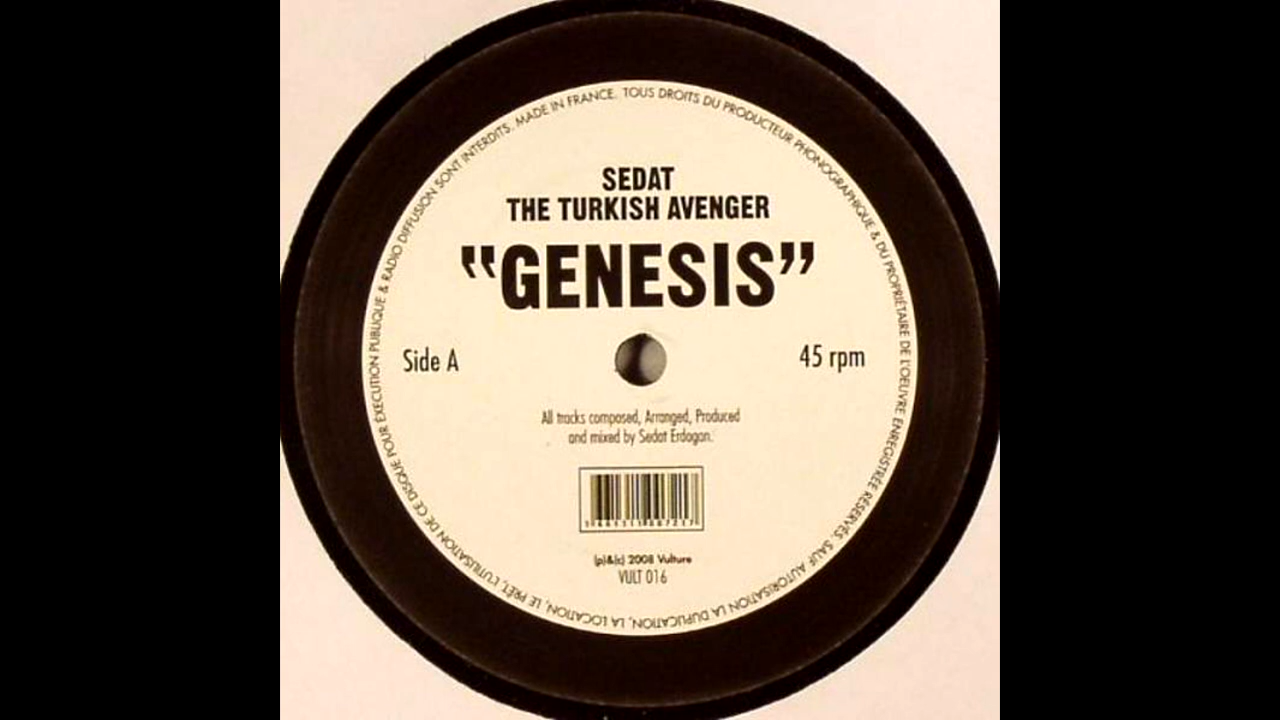 SEDAT
THE TURKISH AVENGER
"GENESIS"
Side A
45 rpm
All tracks composed, Arranged, Produced
and mixed by Sedat Erdogan.
(p)&(c) 2008 Vulture
VULT 016
MADE IN FRANCE. TOUS DROITS DU PRODUCTEUR PHONOGRAPHIQUE & DU PROPRIÉTAIRE DE L'OEUVRE ENREGISTRÉE RÉSERVÉS. SAUF AUTORISATION LA DUPLICATION, LA LOCATION, LE PRÊT, L'UTILISATION DE CE DISQUE POUR ÉXECUTION PUBLIQUE & RADIO DIFFUSION SONT INTERDITS.